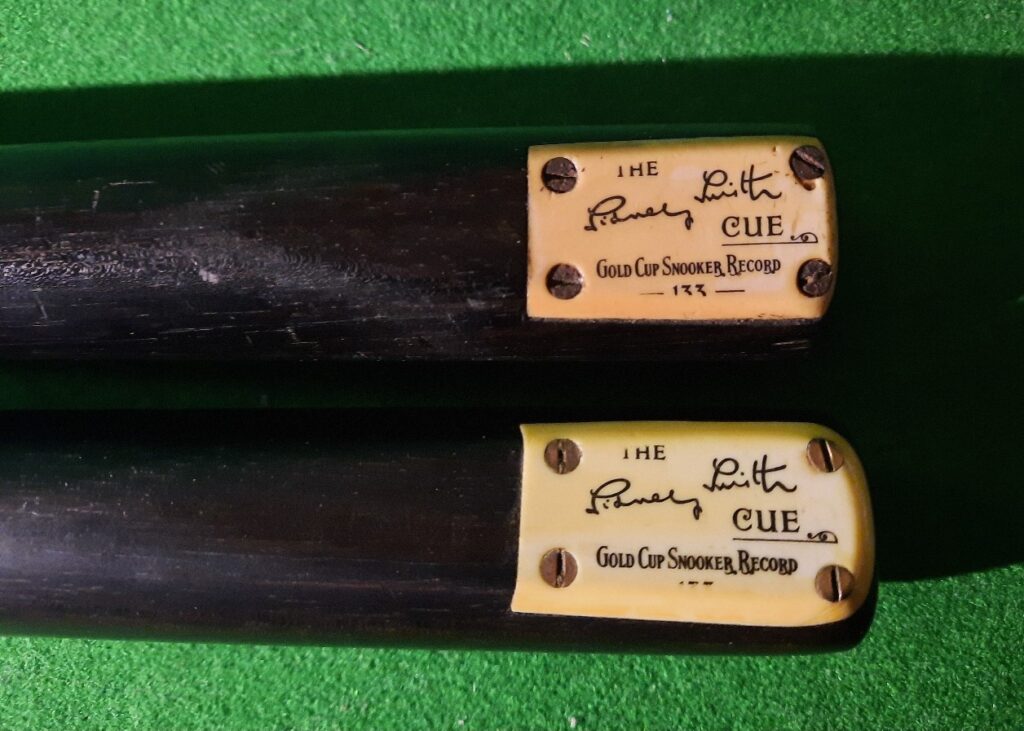 THE
Sidney Smith
CUE
GOLD CUP SNOOKER RECORD
— 133 —
THE
Sidney Smith
CUE
GOLD CUP SNOOKER RECORD